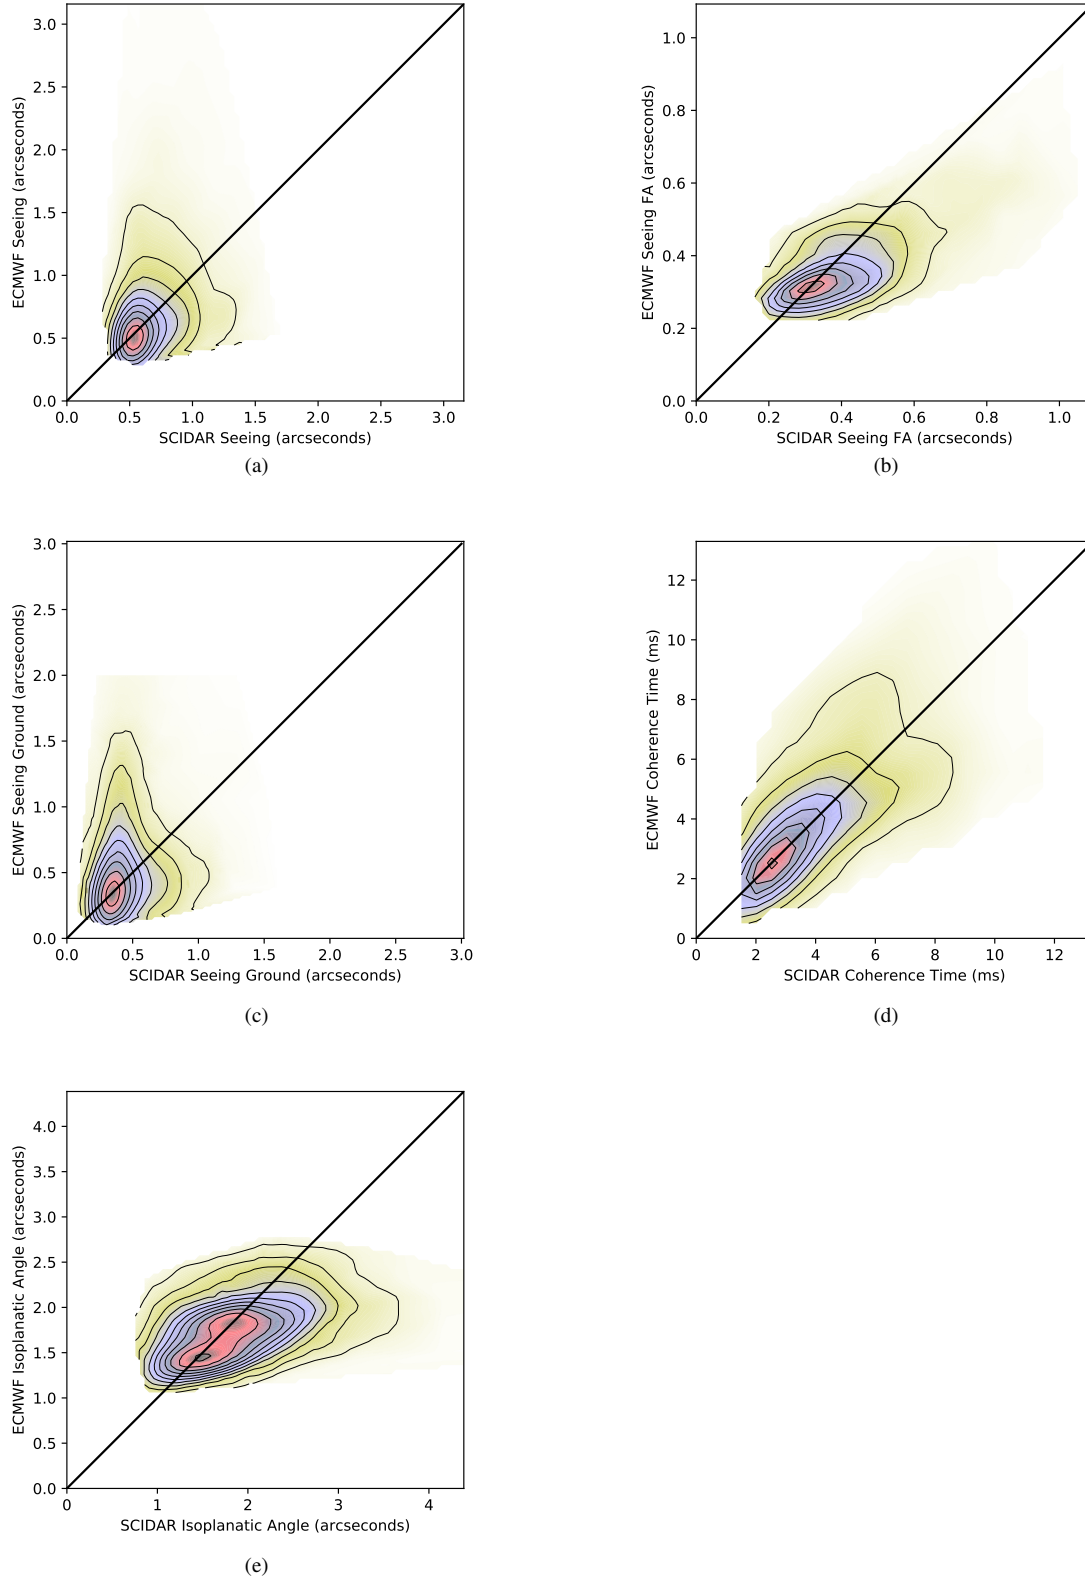 3.0
2.5
2.0
1.5
1.0
0.5
0.0
ECMWF Seeing (arcseconds)
0.0 0.5 1.0 1.5 2.0 2.5 3.0
SCIDAR Seeing (arcseconds)
(a)
1.0
0.8
0.6
0.4
0.2
0.0
ECMWF Seeing FA (arcseconds)
0.0 0.2 0.4 0.6 0.8 1.0
SCIDAR Seeing FA (arcseconds)
(b)
3.0
2.5
2.0
1.5
1.0
0.5
0.0
ECMWF Seeing Ground (arcseconds)
0.0 0.5 1.0 1.5 2.0 2.5 3.0
SCIDAR Seeing Ground (arcseconds)
(c)
12
10
8
6
4
2
0
ECMWF Coherence Time (ms)
0 2 4 6 8 10 12
SCIDAR Coherence Time (ms)
(d)
4.0
3.5
3.0
2.5
2.0
1.5
1.0
0.5
0.0
ECMWF Isoplanatic Angle (arcseconds)
0 1 2 3 4
SCIDAR Isoplanatic Angle (arcseconds)
(e)